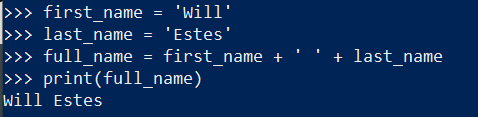 >>> first_name = 'Will'
>>> last_name = 'Estes'
>>> full_name = first_name + ' ' + last_name
>>> print(full_name)
Will Estes